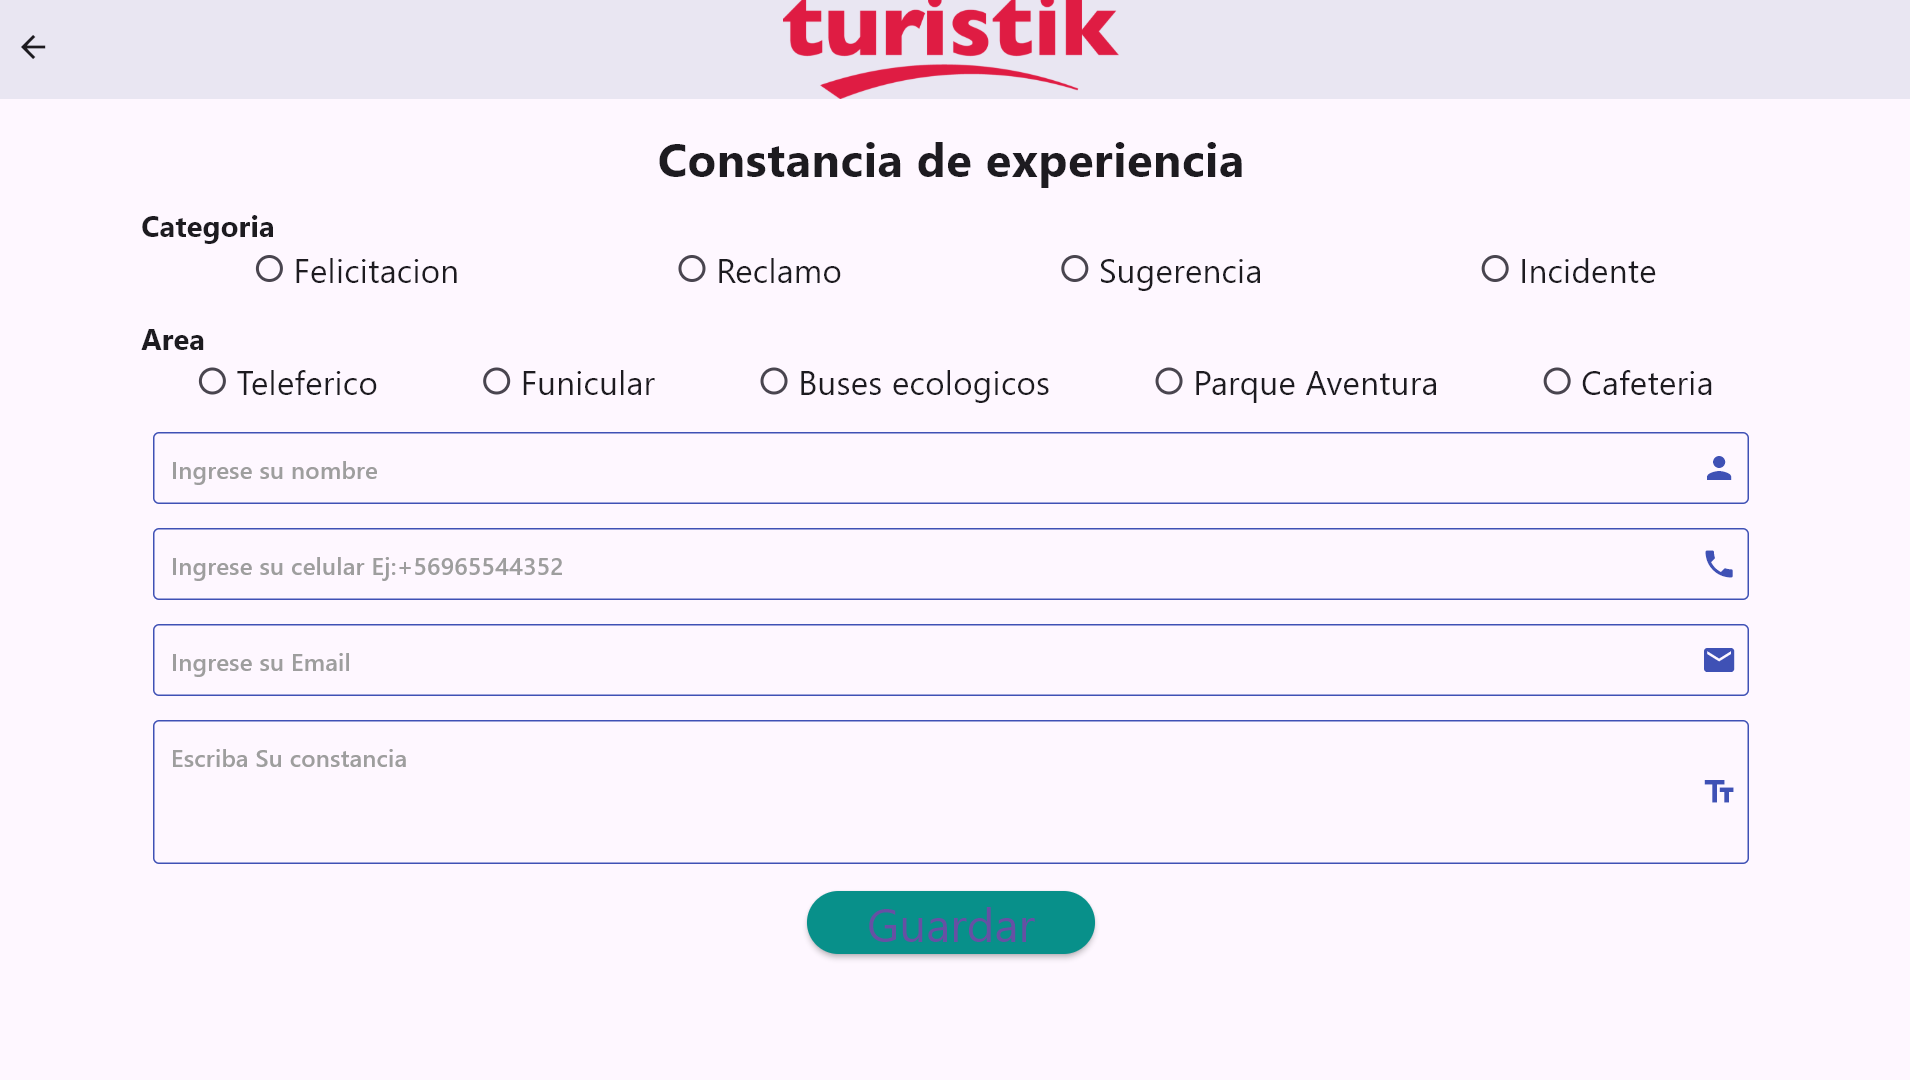 turistik
Constancia de experiencia
Categoria
Felicitacion Reclamo Sugerencia Incidente
Area
Teleferico Funicular Buses ecologicos Parque Aventura Cafeteria
Ingrese su nombre
Ingrese su celular Ej:+56965544352
Ingrese su Email
Escriba Su constancia
Tт
Guardar